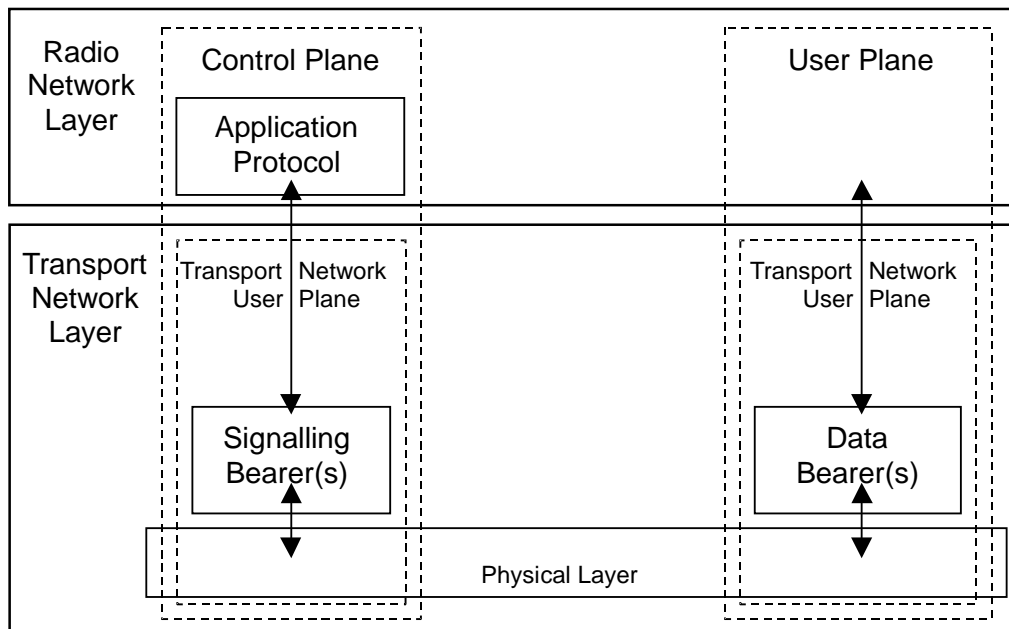 Radio
Network
Layer
Control Plane
User Plane
Application
Protocol
Transport
Network
Layer
Transport Network
User Plane
Transport Network
User Plane
Signalling
Bearer(s)
Data
Bearer(s)
Physical Layer